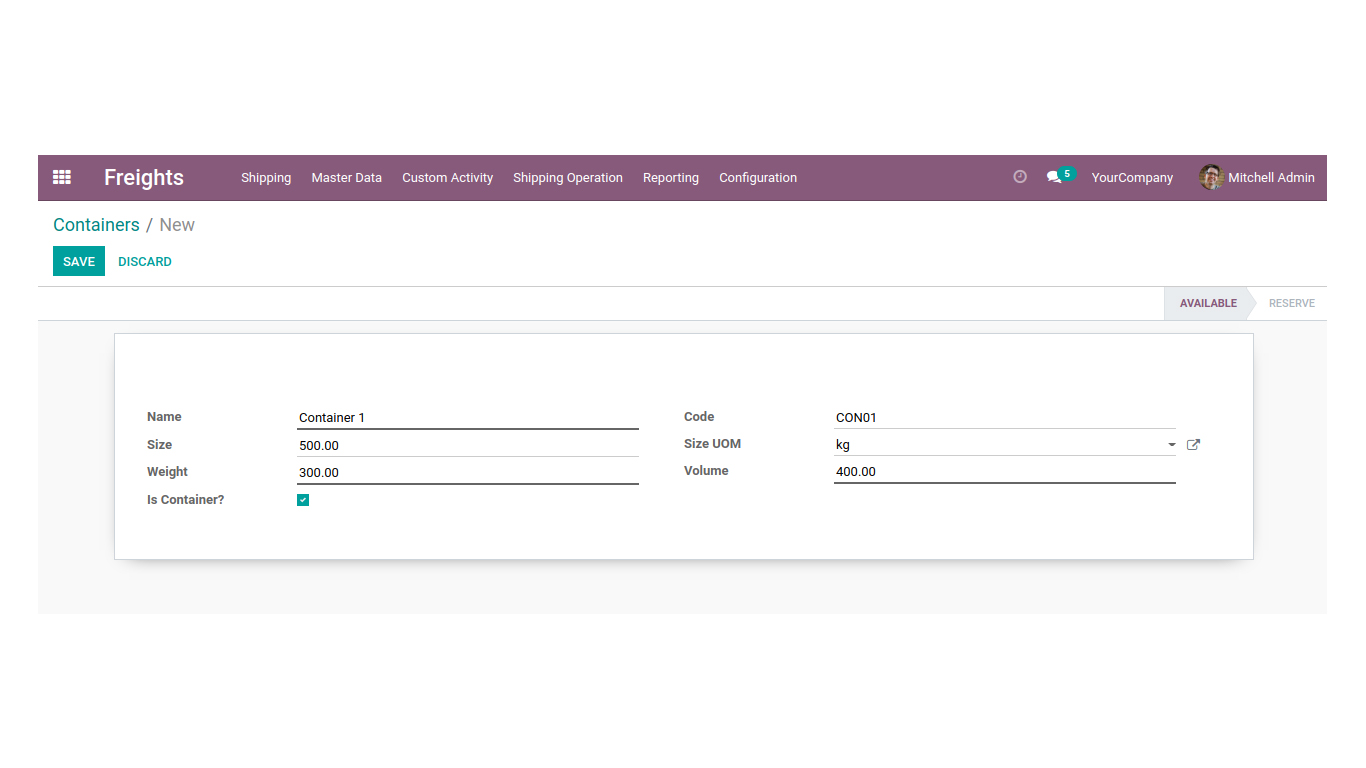 Freights Shipping Master Data Custom Activity Shipping Operation Reporting Configuration 5 YourCompany Mitchell Admin
Containers / New
SAVE DISCARD
AVAILABLE RESERVE
Name Container 1 Code CON01
Size 500.00 Size UOM kg
Weight 300.00 Volume 400.00
Is Container?